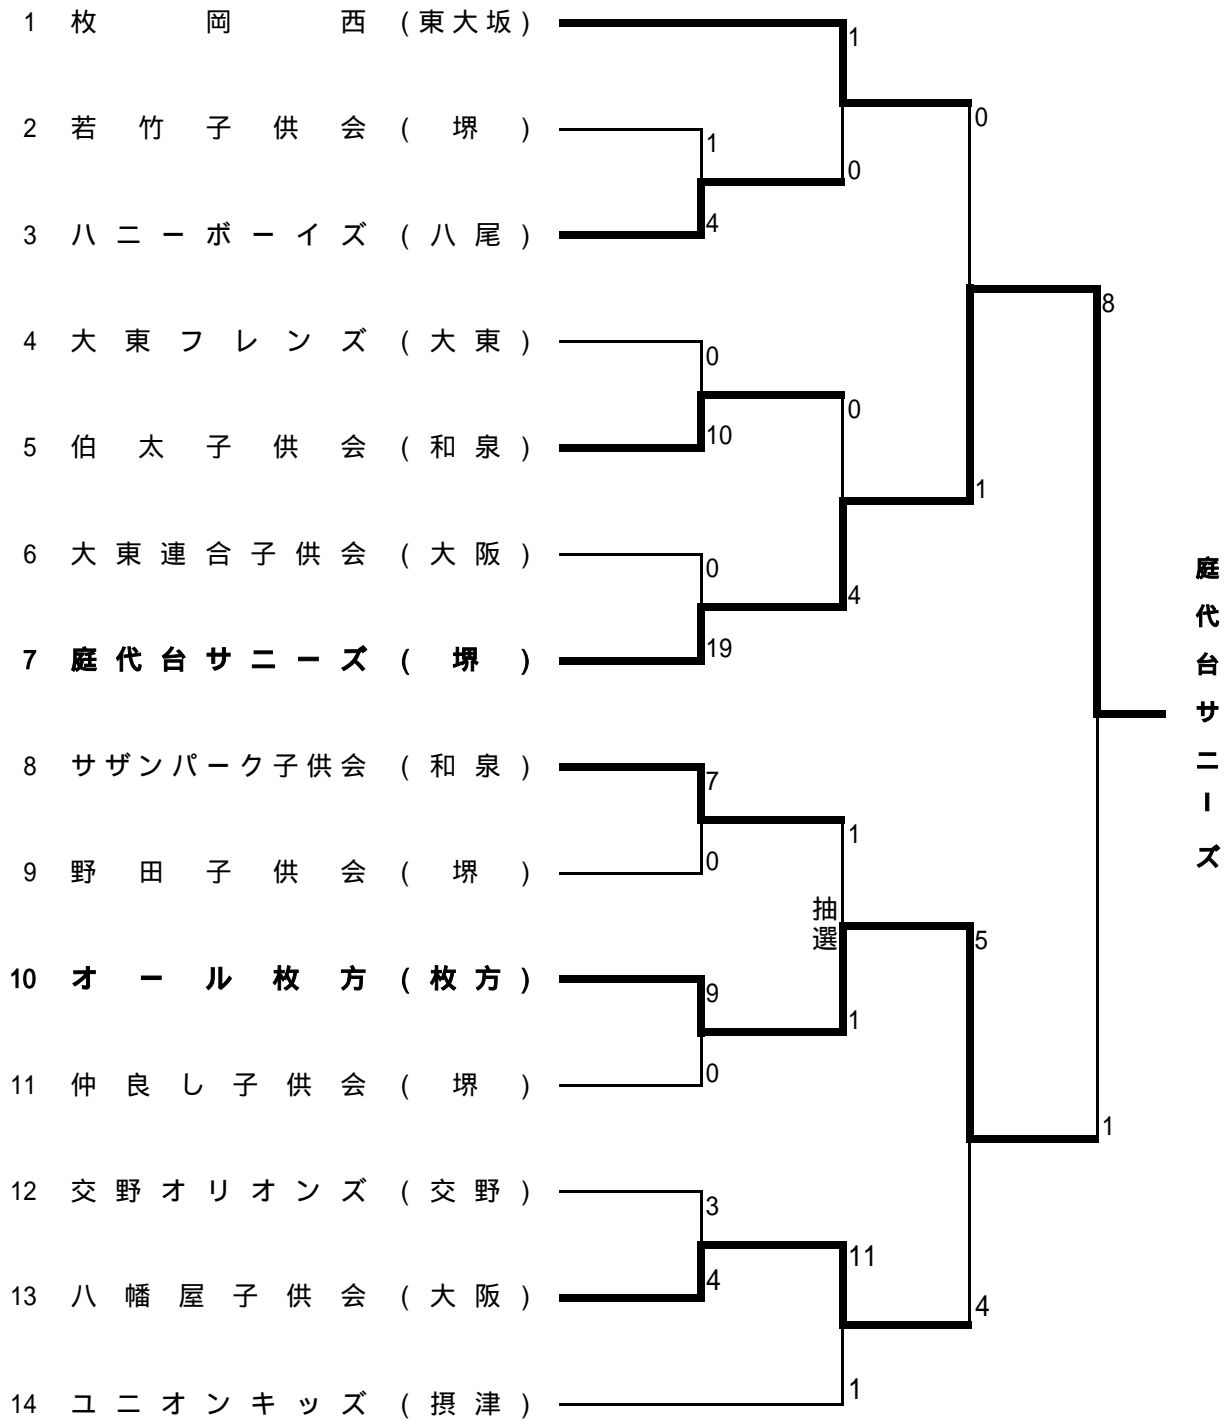 1 枚岡西 (東大坂)
1
0
2 若竹子供会 (堺)
1
0
3 ハニーボーイズ (八尾)
4
8
4 大東フレンズ (大東)
0
0
5 伯太子供会 (和泉)
10
1
6 大東連合子供会 (大阪)
0
4
7 庭代台サニーズ (堺)
19
庭代台サニーズ
8 サザンパーク子供会 (和泉)
7
1
9 野田子供会 (堺)
0
抽選
5
10 オール枚方 (枚方)
9
1
11 仲良し子供会 (堺)
0
1
12 交野オリオンズ (交野)
3
11
13 八幡屋子供会 (大阪)
4
4
14 ユニオンキッズ (摂津)
1